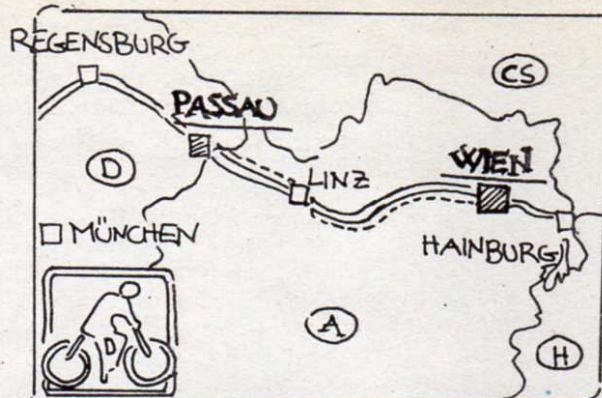 REGENSBURG
CS
PASSAU
D
LINZ
WIEN
MÜNCHEN
HAINBURG
D
A
H